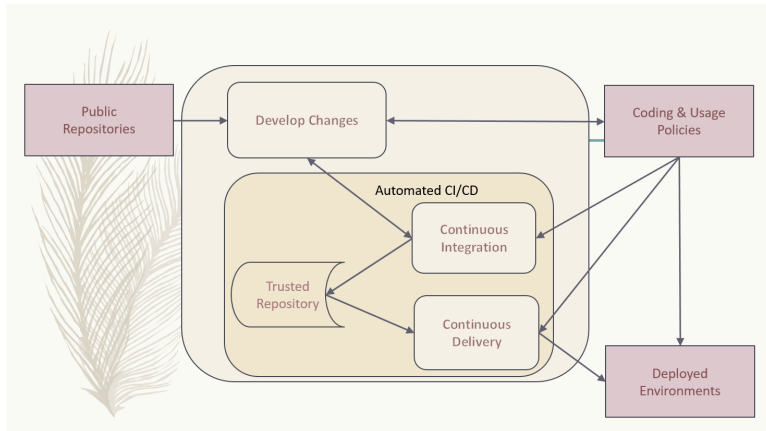 Public
Repositories
Develop Changes
Coding & Usage
Policies
Automated CI/CD
Continuous
Integration
Trusted
Repository
Continuous
Delivery
Deployed
Environments